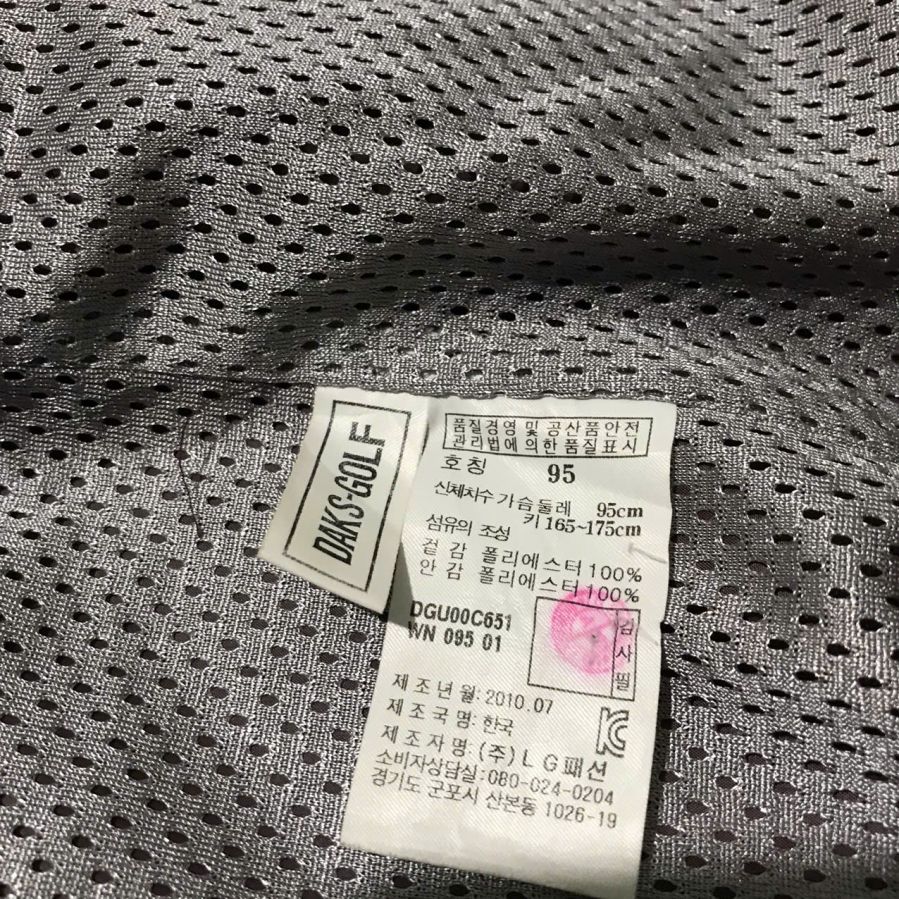 DAKS-GOLF
품질경영 및 공산품안전
관리법에의한 품질표시
호칭 95
신체치수 가슴둘레 95cm
키 165~175cm
섬유의 조성
겉감 폴리에스터 100%
안감 폴리에스터 100%
DGU00C651
WN 095 01
검사필
제조년월:2010.07
제조국명:한국
제조자명:(주)LG패션
소비자상담실:080-024-0204
경기도 군포시 산본동 1026-19